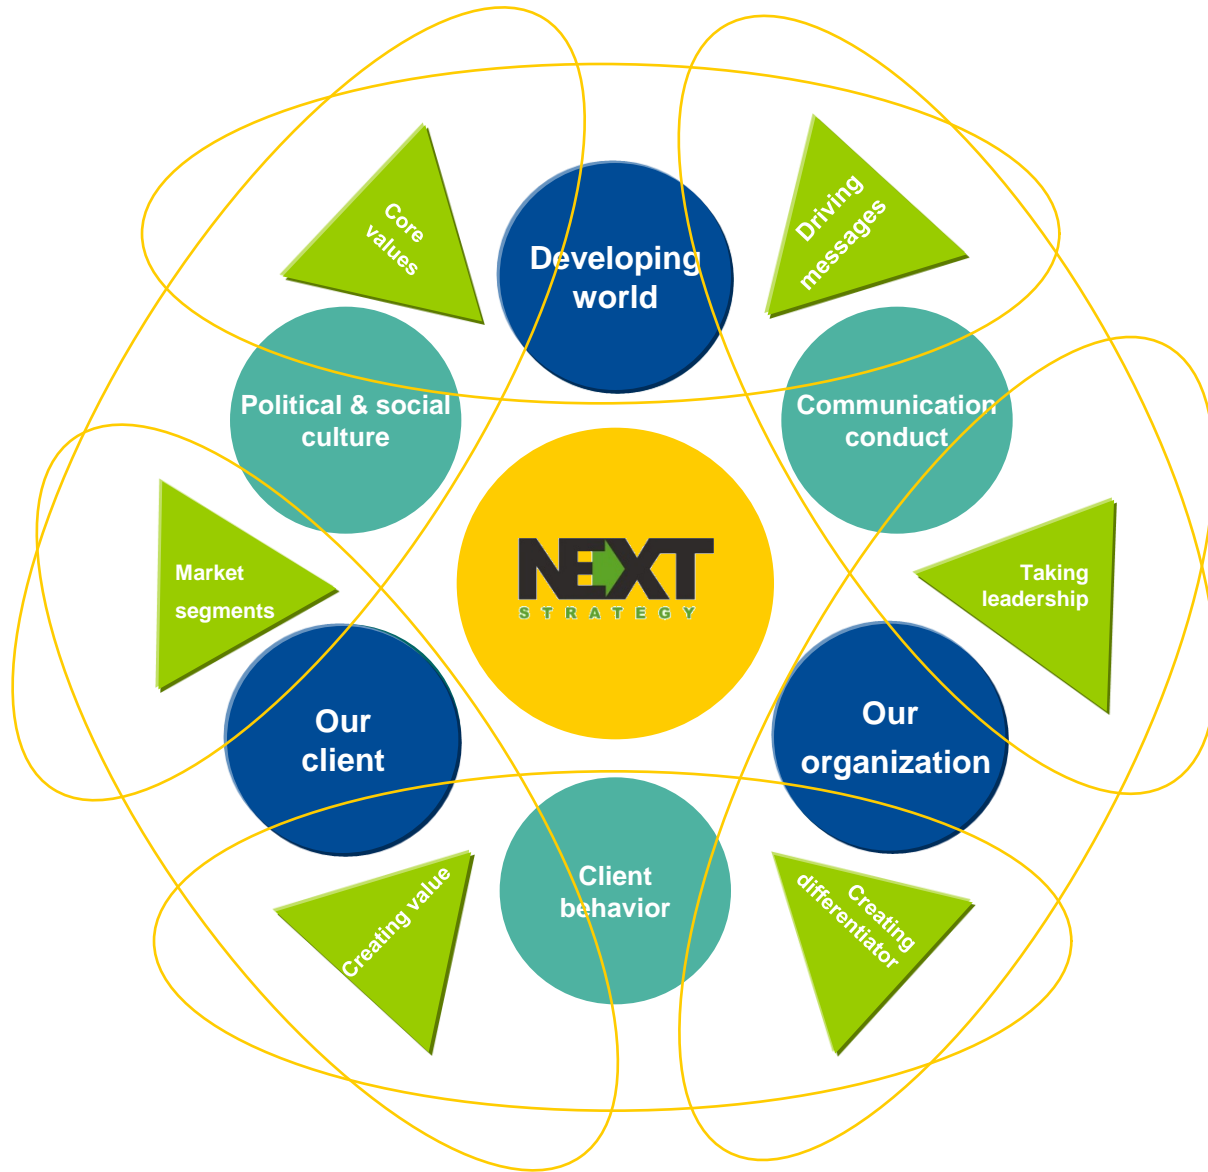 Core
values
Driving
messages
Developing
world
Political & social
culture
Communication
conduct
NEXT
STRATEGY
Market
segments
Taking
leadership
Our
client
Our
organization
Client
behavior
Creating value
Creating
differentiator